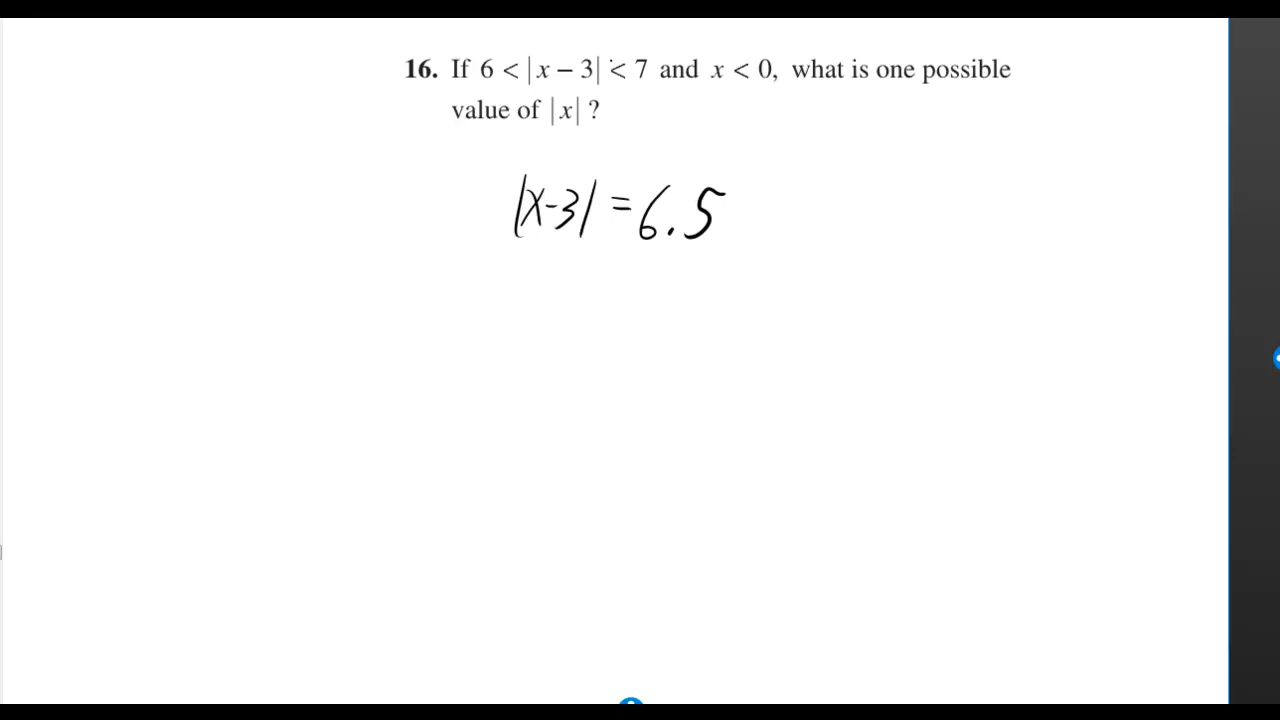 16. If 6 < |x – 3| < 7 and x < 0, what is one possible
value of |x| ?
|x-3| = 6.5